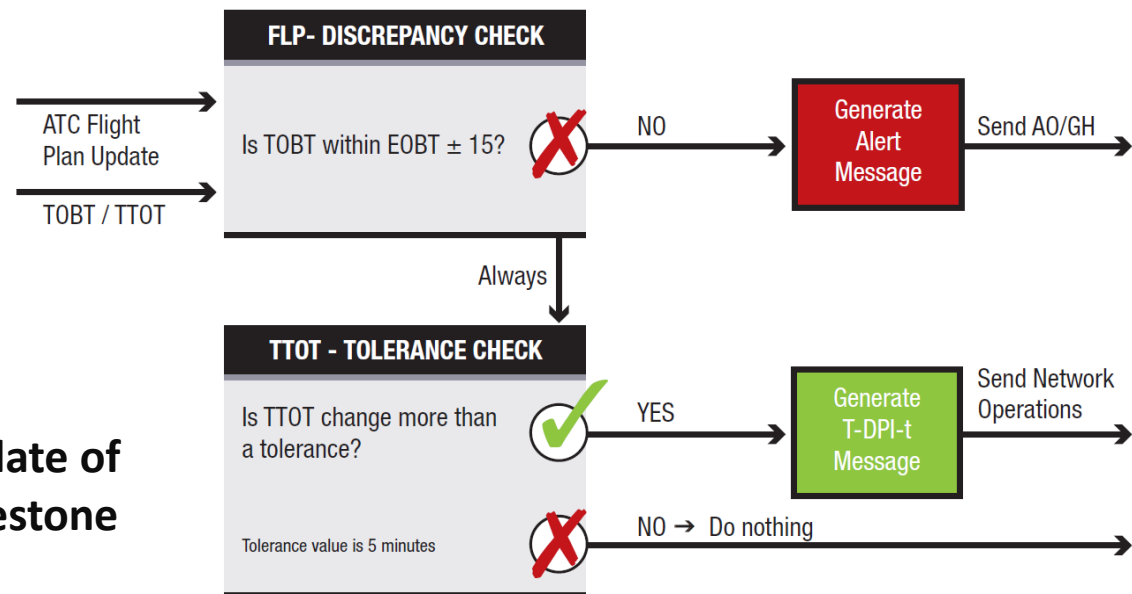 FLP- DISCREPANCY CHECK
ATC Flight
Plan Update
TOBT / TTOT
Is TOBT within EOBT ± 15?
NO
Generate
Alert
Message
Send AO/GH
Always
TTOT - TOLERANCE CHECK
Is TTOT change more than
a tolerance?
YES
Generate
T-DPI-t
Message
Send Network
Operations
Tolerance value is 5 minutes
NO → Do nothing
late of
estone